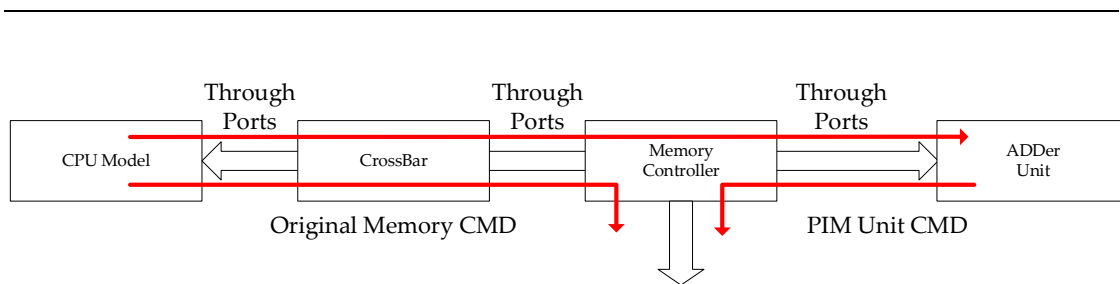 Through
Ports
Through
Ports
Through
Ports
CPU Model
CrossBar
Memory
Controller
ADDer
Unit
Original Memory CMD
PIM Unit CMD